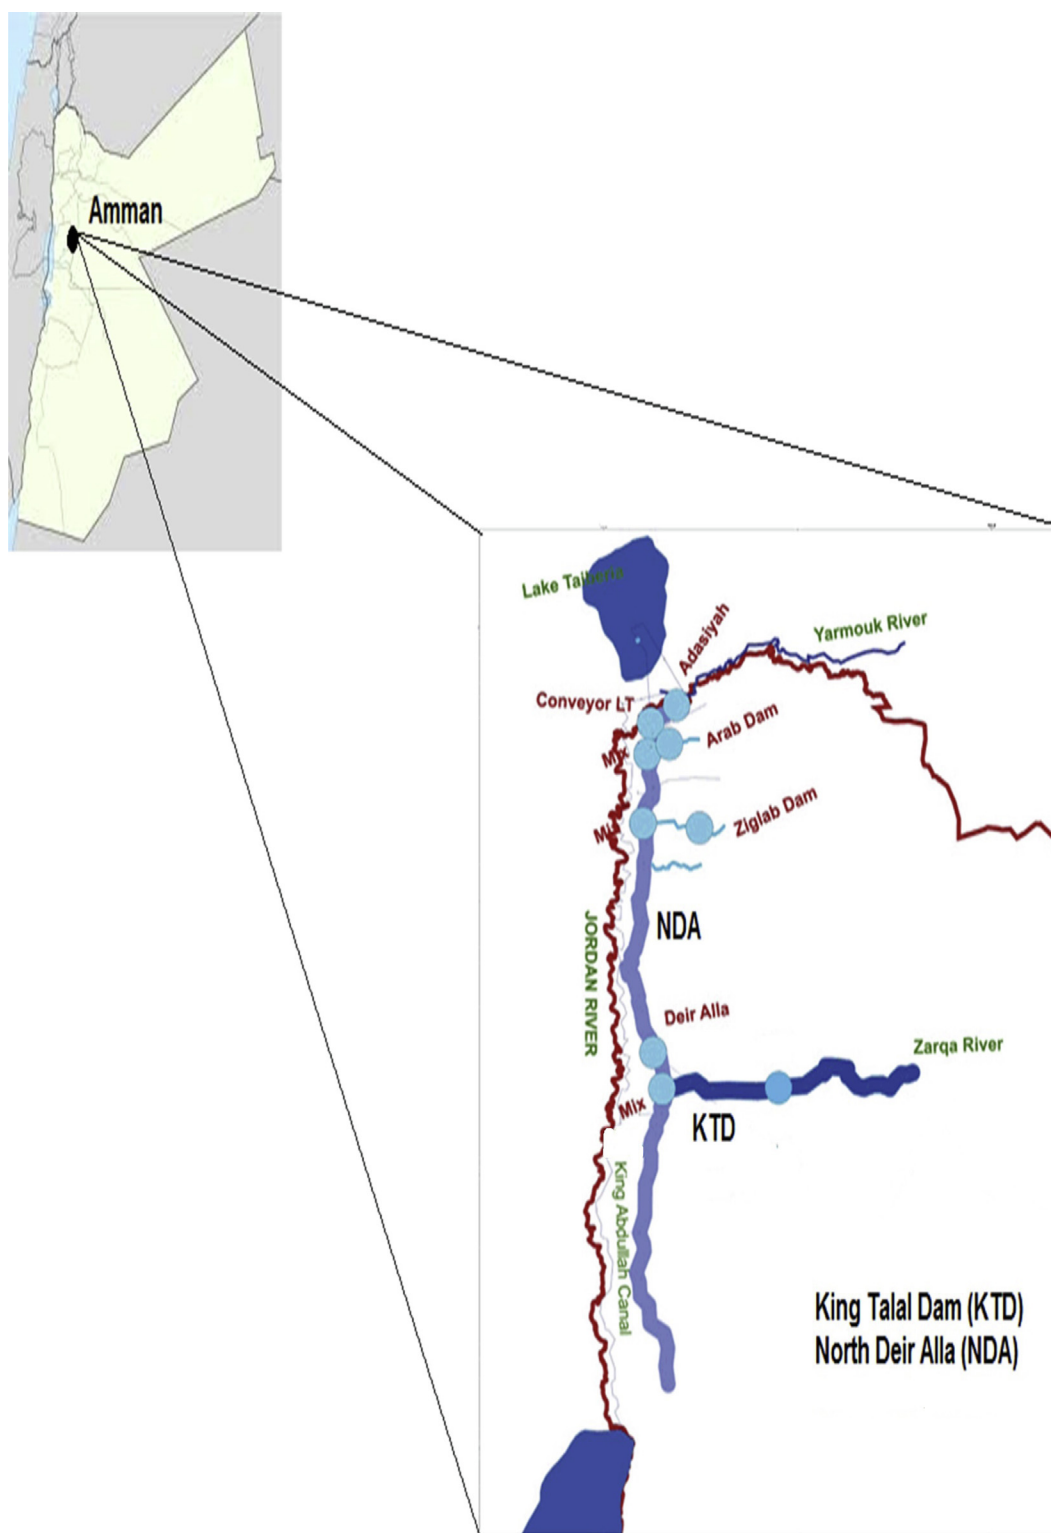 Amman
Lake Taiberia
Adasiyah
Yarmouk River
Conveyor LT
Arab Dam
Mix
Ziglab Dam
Mix
NDA
JORDAN RIVER
Deir Alla
Zarqa River
Mix
KTD
King Abdullah Canal
King Talal Dam (KTD)
North Deir Alla (NDA)